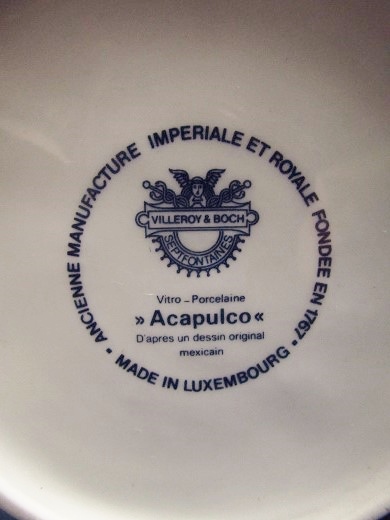 ANCIENNE MANUFACTURE IMPERIALE ET ROYALE FONDEE EN 1767
VILLEROY & BOCH
SEPTFONTAINES
Vitro - Porcelaine
» Acapulco «
D'apres un dessin original
mexicain
• MADE IN LUXEMBOURG •